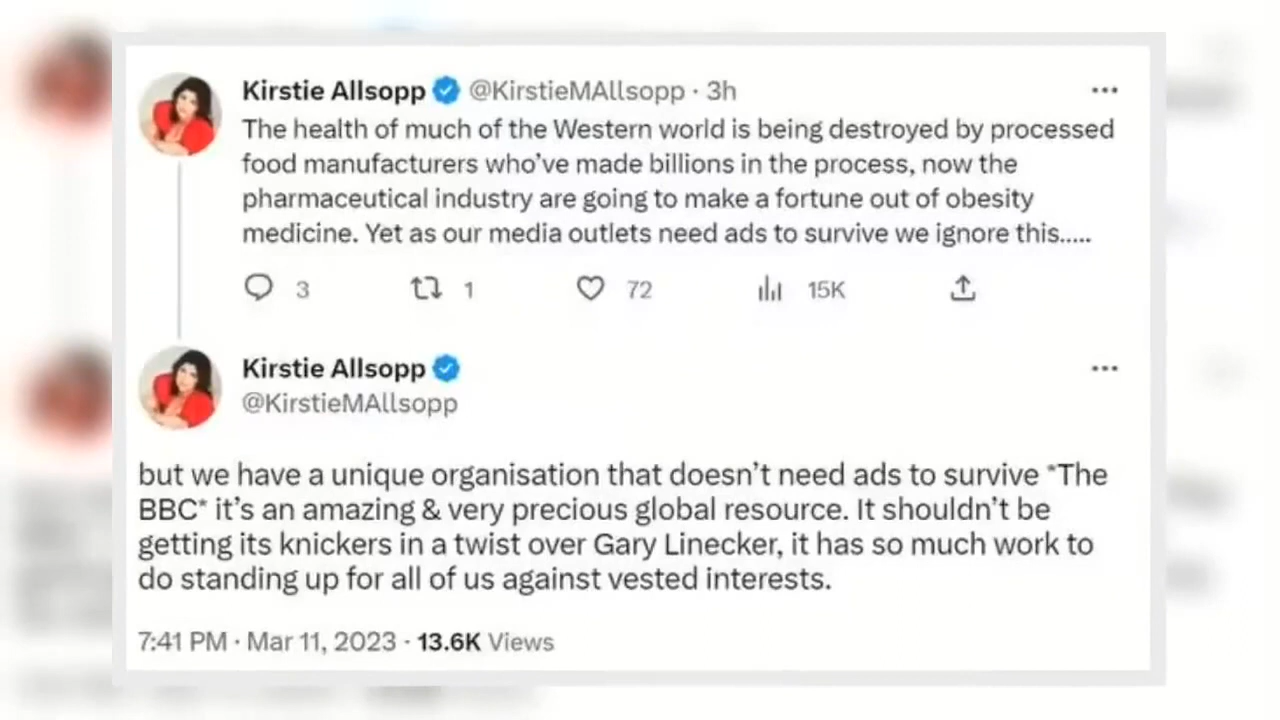 Kirstie Allsopp @KirstieMAllsopp · 3h
The health of much of the Western world is being destroyed by processed
food manufacturers who've made billions in the process, now the
pharmaceutical industry are going to make a fortune out of obesity
medicine. Yet as our media outlets need ads to survive we ignore this.....
3 1 72 15K
Kirstie Allsopp
@KirstieMAllsopp
but we have a unique organisation that doesn't need ads to survive *The
BBC* it's an amazing & very precious global resource. It shouldn't be
getting its knickers in a twist over Gary Linecker, it has so much work to
do standing up for all of us against vested interests.
7:41 PM · Mar 11, 2023 · 13.6K Views